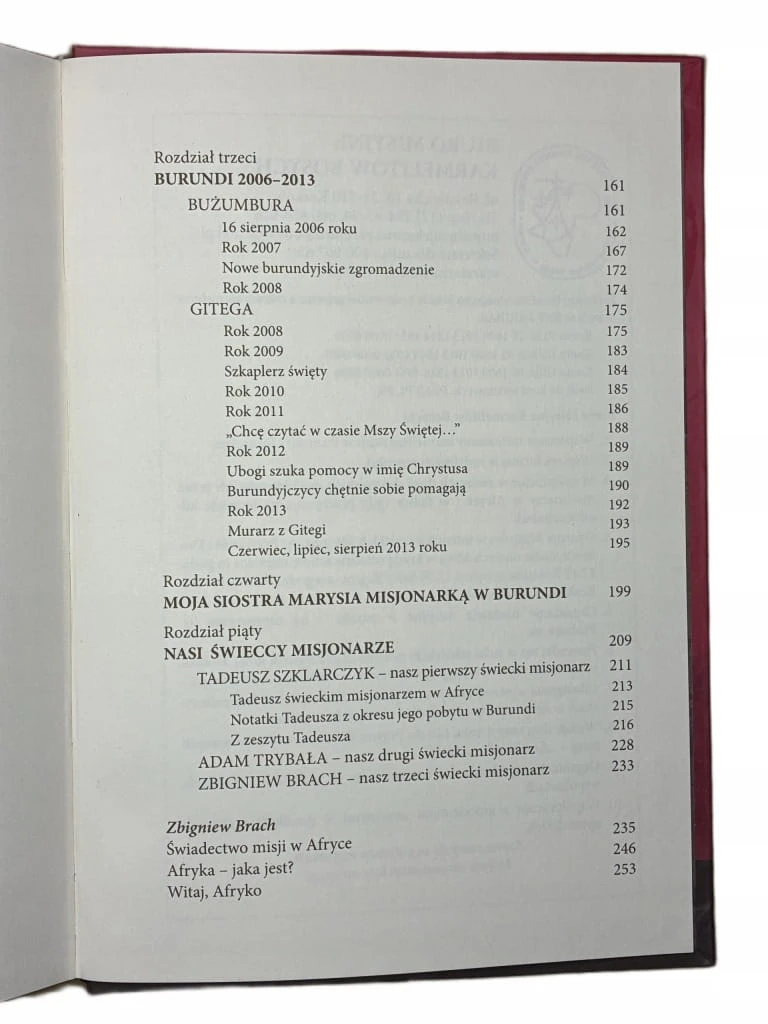 Rozdział trzeci
BURUNDI 2006–2013 161
BUŻUMBURA 161
16 sierpnia 2006 roku 162
Rok 2007 167
Nowe burundyjskie zgromadzenie 172
Rok 2008 174
GITEGA 175
Rok 2008 175
Rok 2009 183
Szkaplerz święty 184
Rok 2010 185
Rok 2011 186
„Chcę czytać w czasie Mszy Świętej…” 188
Rok 2012 189
Ubogi szuka pomocy w imię Chrystusa 189
Burundyjczycy chętnie sobie pomagają 190
Rok 2013 192
Murarz z Gitegi 193
Czerwiec, lipiec, sierpień 2013 roku 195
Rozdział czwarty
MOJA SIOSTRA MARYSIA MISJONARKĄ W BURUNDI 199
Rozdział piąty
NASI ŚWIECCY MISJONARZE 209
TADEUSZ SZKLARCZYK – nasz pierwszy świecki misjonarz 211
Tadeusz świeckim misjonarzem w Afryce 213
Notatki Tadeusza z okresu jego pobytu w Burundi 215
Z zeszytu Tadeusza 216
ADAM TRYBAŁA – nasz drugi świecki misjonarz 228
ZBIGNIEW BRACH – nasz trzeci świecki misjonarz 233
Zbigniew Brach
Świadectwo misji w Afryce 235
Afryka – jaka jest? 246
Witaj, Afryko 253